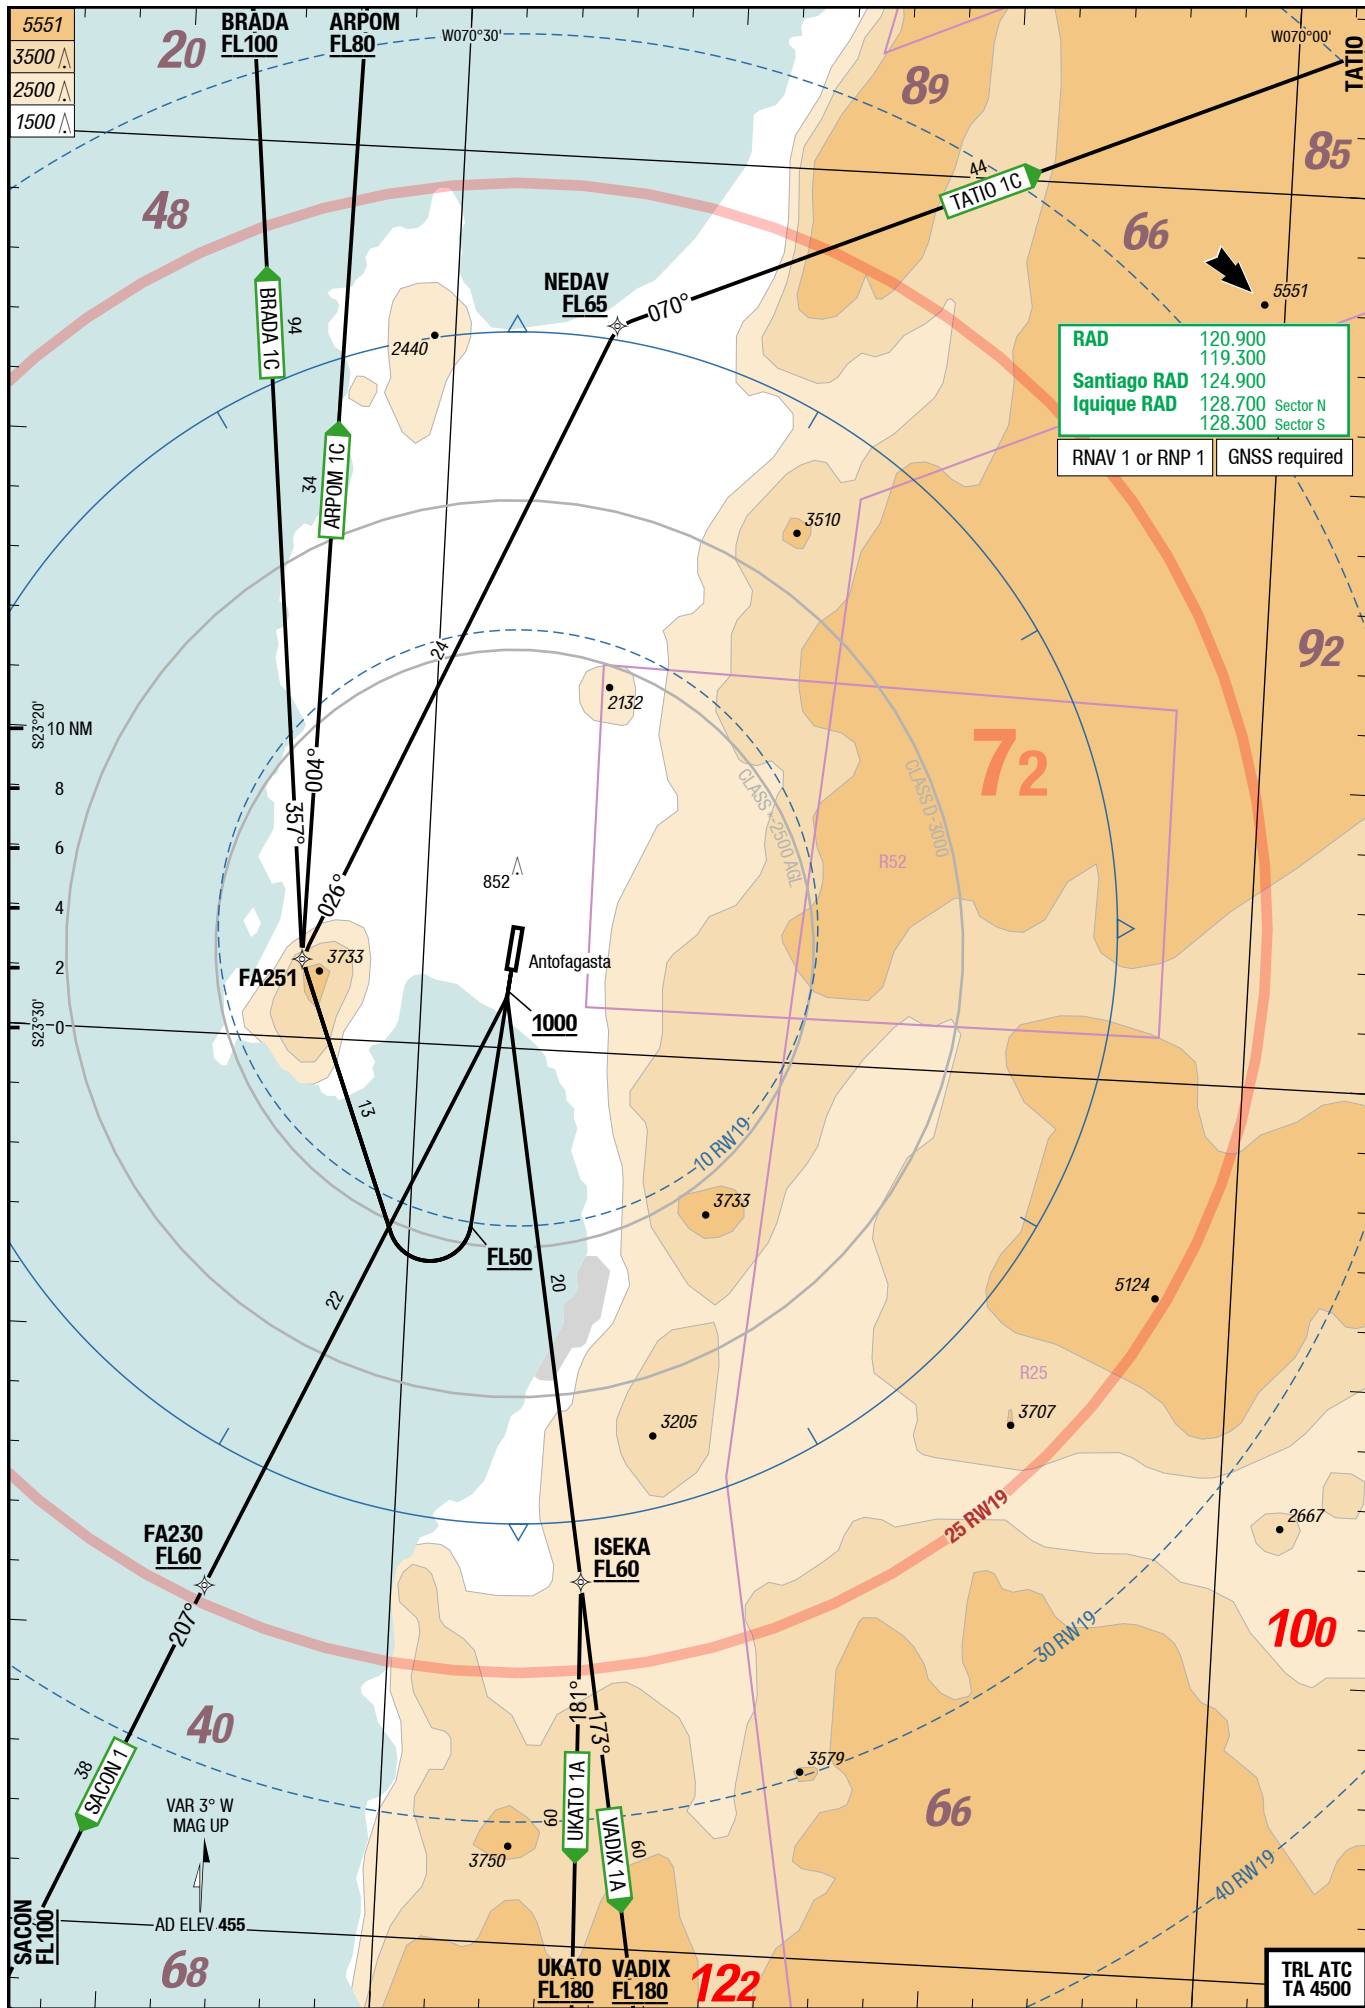 5551
3500
2500
1500
BRADA
FL100
ARPOM
FL80
W070°30'
W070°00'
TATIO
20
89
85
48
44
TATIO 1C
66
5551
NEDAV
FL65
070°
BRADA 1C
94
2440
RAD 120.900
119.300
Santiago RAD 124.900
Iquique RAD 128.700 Sector N
128.300 Sector S
RNAV 1 or RNP 1
GNSS required
34
ARPOM 1C
3510
24
92
2132
S23°20'
10 NM
8
6
4
2
0
S23°30'
72
004°
357°
026°
CLASS D-3000
R52
852
3733
FA251
Antofagasta
1000
13
10 RW19
3733
FL50
20
22
5124
R25
3205
3707
25 RW19
2667
FA230
FL60
ISEKA
FL60
207°
30 RW19
100
181°
173°
40
38
SACON 1
3579
UKATO 1A
60
VADIX 1A
60
66
VAR 3° W
MAG UP
3750
40 RW19
AD ELEV 455
SACON
FL100
68
UKATO
FL180
VADIX
FL180
122
TRL ATC
TA 4500